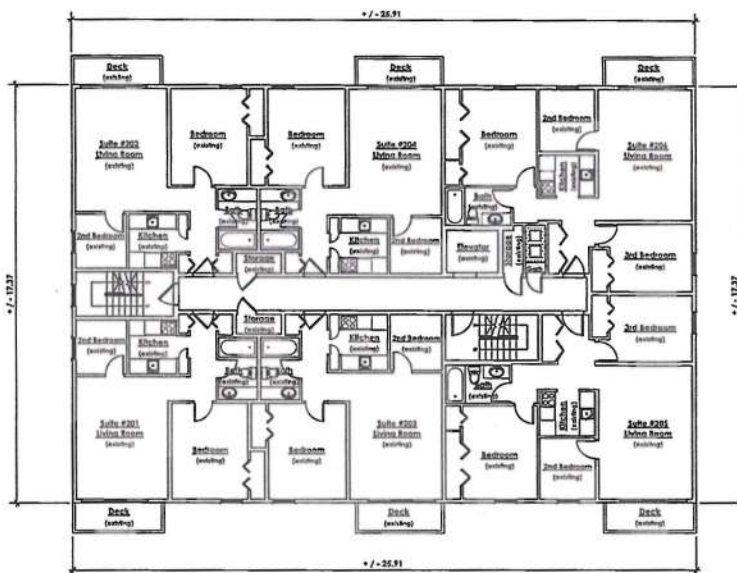 +/- 25.91
Deck
(existing)
Deck
(existing)
Deck
(existing)
Suite #202
Living Room
(existing)
Bedroom
(existing)
Bedroom
(existing)
Suite #204
Living Room
(existing)
Bedroom
(existing)
2nd Bedroom
(existing)
Suite #206
Living Room
(existing)
Kitchen
(existing)
Bath
(existing)
2nd Bedroom
(existing)
Kitchen
(existing)
Kitchen
(existing)
2nd Bedroom
(existing)
Elevator
Storage
(existing)
Bath
3rd Bedroom
(existing)
Storage
(existing)
+/- 17.37
+/- 17.37
Storage
(existing)
3rd Bedroom
(existing)
2nd Bedroom
(existing)
Kitchen
(existing)
Kitchen
(existing)
2nd Bedroom
(existing)
Bath
(existing)
Kitchen
(existing)
Suite #201
Living Room
(existing)
Bedroom
(existing)
Bedroom
(existing)
Suite #203
Living Room
(existing)
Bedroom
(existing)
2nd Bedroom
(existing)
Suite #205
Living Room
(existing)
Deck
(existing)
Deck
(existing)
Deck
(existing)
+/- 25.91